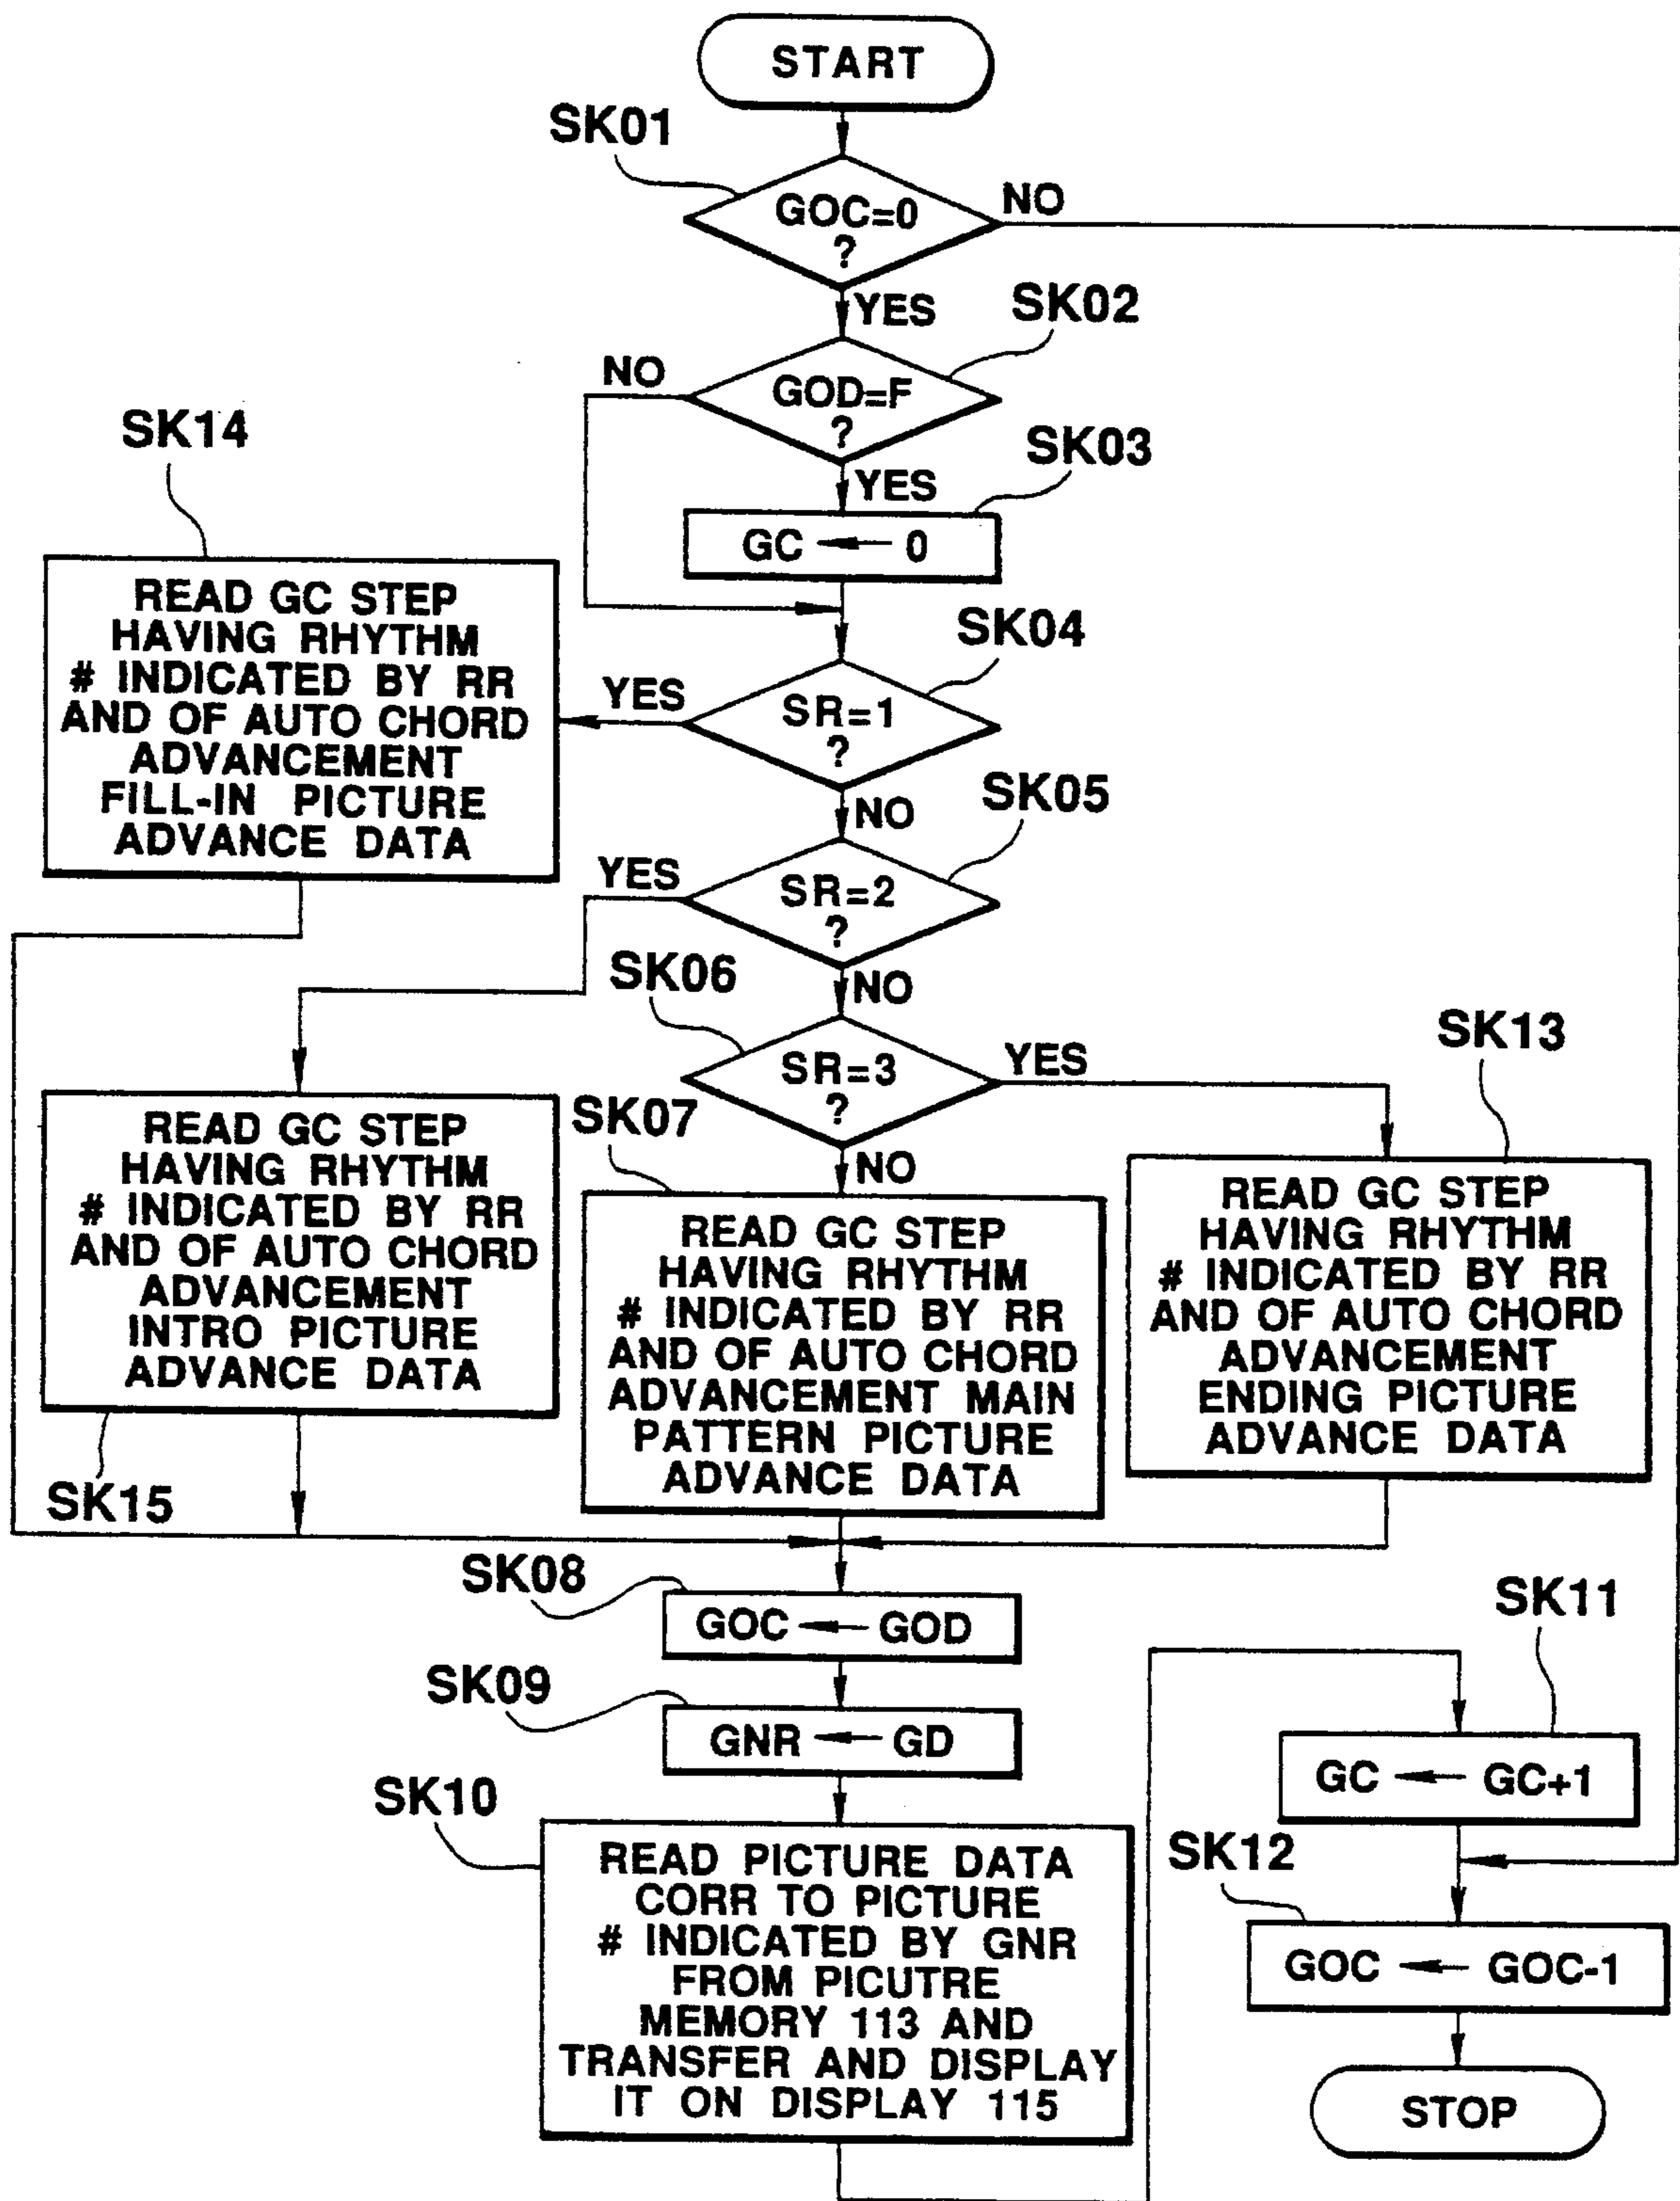 START
SK01
GOC=0
?
NO
YES
SK02
NO
GOD=F
?
SK03
YES
GC ← 0
SK14
READ GC STEP
HAVING RHYTHM
# INDICATED BY RR
AND OF AUTO CHORD
ADVANCEMENT
FILL-IN PICTURE
ADVANCE DATA
SK04
YES
SR=1
?
NO
SK05
YES
SR=2
?
NO
SK06
SR=3
?
YES
NO
SK13
READ GC STEP
HAVING RHYTHM
# INDICATED BY RR
AND OF AUTO CHORD
ADVANCEMENT
INTRO PICTURE
ADVANCE DATA
SK15
SK07
READ GC STEP
HAVING RHYTHM
# INDICATED BY RR
AND OF AUTO CHORD
ADVANCEMENT MAIN
PATTERN PICTURE
ADVANCE DATA
READ GC STEP
HAVING RHYTHM
# INDICATED BY RR
AND OF AUTO CHORD
ADVANCEMENT
ENDING PICTURE
ADVANCE DATA
SK08
GOC ← GOD
SK09
GNR ← GD
SK10
READ PICTURE DATA
CORR TO PICTURE
# INDICATED BY GNR
FROM PICUTRE
MEMORY 113 AND
TRANSFER AND DISPLAY
IT ON DISPLAY 115
SK11
GC ← GC+1
SK12
GOC ← GOC-1
STOP